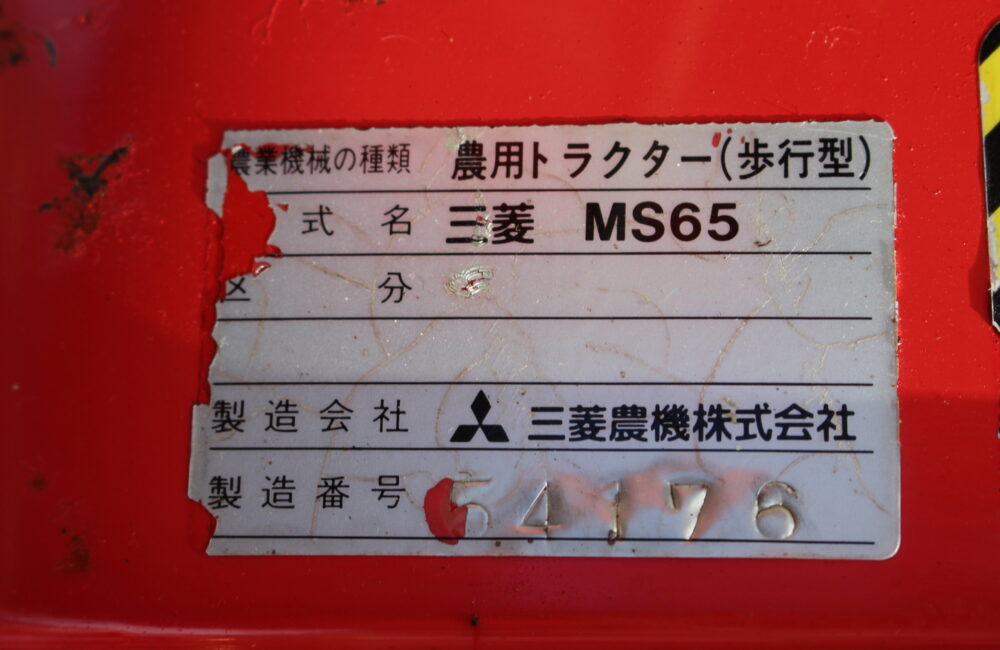 農業機械の種類 農用トラクター(歩行型)
式名 三菱 MS65
区分
製造会社 三菱農機株式会社
製造番号 54176